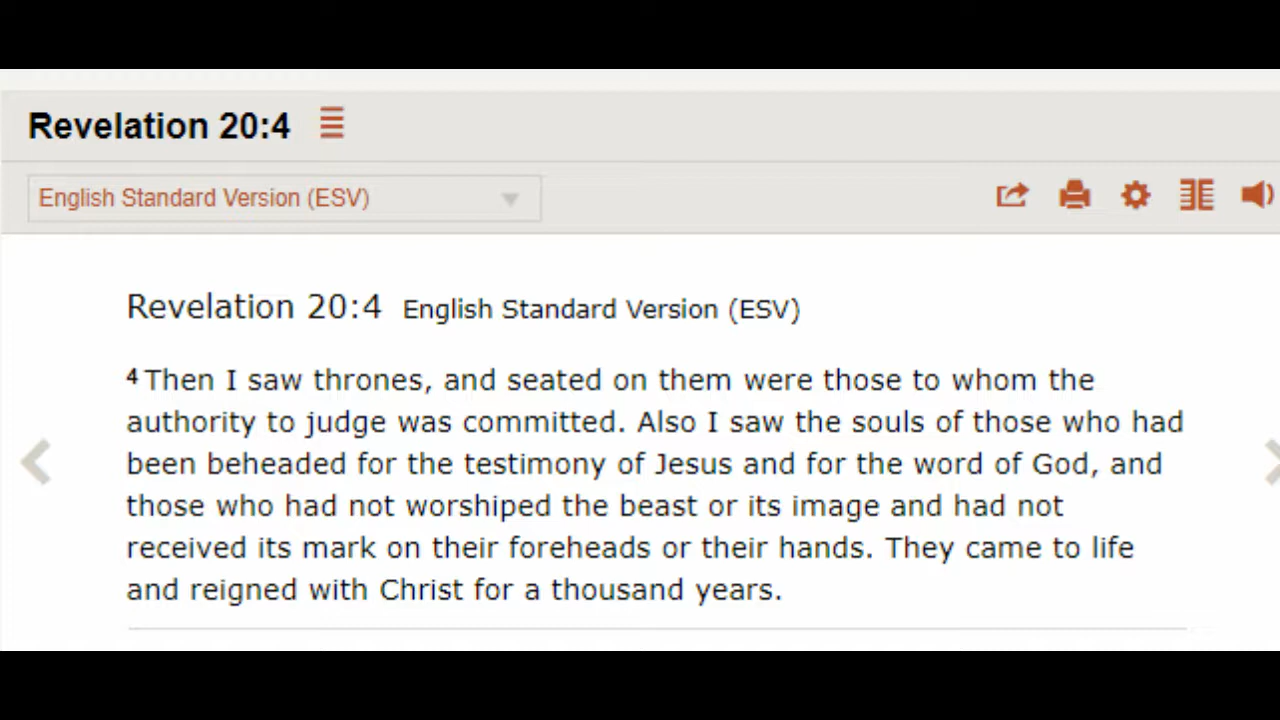 Revelation 20:4
English Standard Version (ESV)
Revelation 20:4 English Standard Version (ESV)
4 Then I saw thrones, and seated on them were those to whom the
authority to judge was committed. Also I saw the souls of those who had
been beheaded for the testimony of Jesus and for the word of God, and
those who had not worshiped the beast or its image and had not
received its mark on their foreheads or their hands. They came to life
and reigned with Christ for a thousand years.